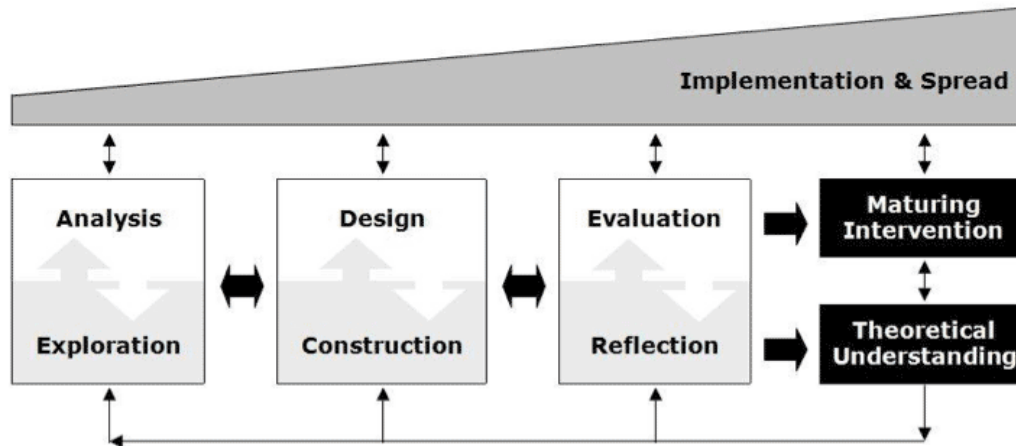 Implementation & Spread
Analysis
Exploration
Design
Construction
Evaluation
Reflection
Maturing
Intervention
Theoretical
Understanding